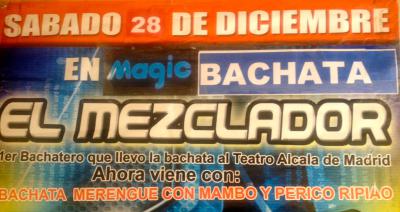 SABADO 28 DE DICIEMBRE
EN Magic BACHATA
EL MEZCLADOR
1er Bachatero que llevo la bachata al Teatro Alcala de Madrid
Ahora viene con:
BACHATA MERENGUE CON MAMBO Y PERICO RIPIAO